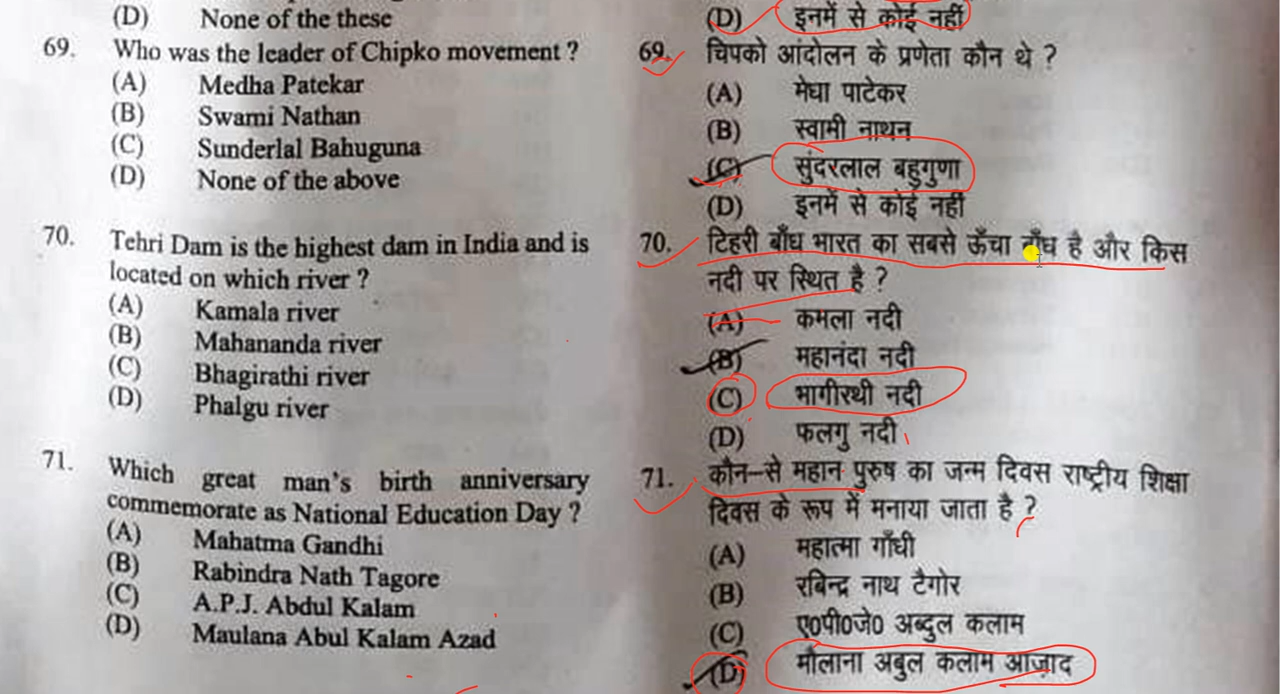 (D) None of the these
69. Who was the leader of Chipko movement ?
(A) Medha Patekar
(B) Swami Nathan
(C) Sunderlal Bahuguna
(D) None of the above
70. Tehri Dam is the highest dam in India and is
located on which river ?
(A) Kamala river
(B) Mahananda river
(C) Bhagirathi river
(D) Phalgu river
71. Which great man's birth anniversary
commemorate as National Education Day ?
(A) Mahatma Gandhi
(B) Rabindra Nath Tagore
(C) A.P.J. Abdul Kalam
(D) Maulana Abul Kalam Azad
(D) इनमें से कोई नहीं
69. चिपको आंदोलन के प्रणेता कौन थे ?
(A) मेघा पाटेकर
(B) स्वामी नाथन
(C) सुंदरलाल बहुगुणा
(D) इनमें से कोई नहीं
70. टिहरी बाँध भारत का सबसे ऊँचा बाँध है और किस
नदी पर स्थित है ?
(A) कमला नदी
(B) महानंदा नदी
(C) भागीरथी नदी
(D) फलगु नदी
71. कौन-से महान पुरुष का जन्म दिवस राष्ट्रीय शिक्षा
दिवस के रूप में मनाया जाता है ?
(A) महात्मा गाँधी
(B) रबिन्द्र नाथ टैगोर
(C) ए0पी0जे0 अब्दुल कलाम
(D) मौलाना अबुल कलाम आज़ाद